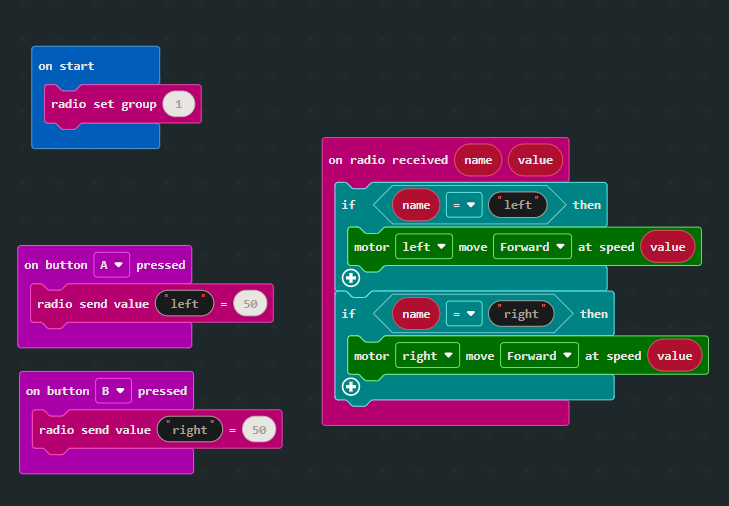 on start
radio set group 1
on button A pressed
radio send value "left" = 50
on button B pressed
radio send value "right" = 50
on radio received name value
if name = "left" then
motor left move Forward at speed value
if name = "right" then
motor right move Forward at speed value